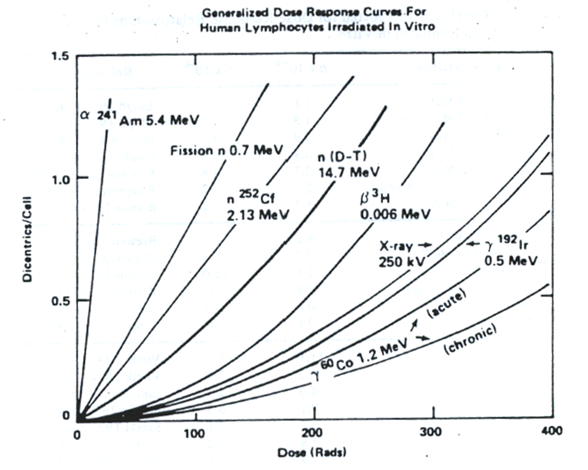 Generalized Dose Response Curves For
Human Lymphocytes Irradiated In Vitro
1.5
1.0
0.5
0
Dicentrics/Cell
α 241Am 5.4 MeV
Fission n 0.7 MeV
n 252Cf
2.13 MeV
n (D-T)
14.7 MeV
β 3H
0.006 MeV
X-ray
250 kV
γ 192Ir
0.5 MeV
γ 60Co 1.2 MeV
(acute)
(chronic)
0
100
200
300
400
Dose (Rads)